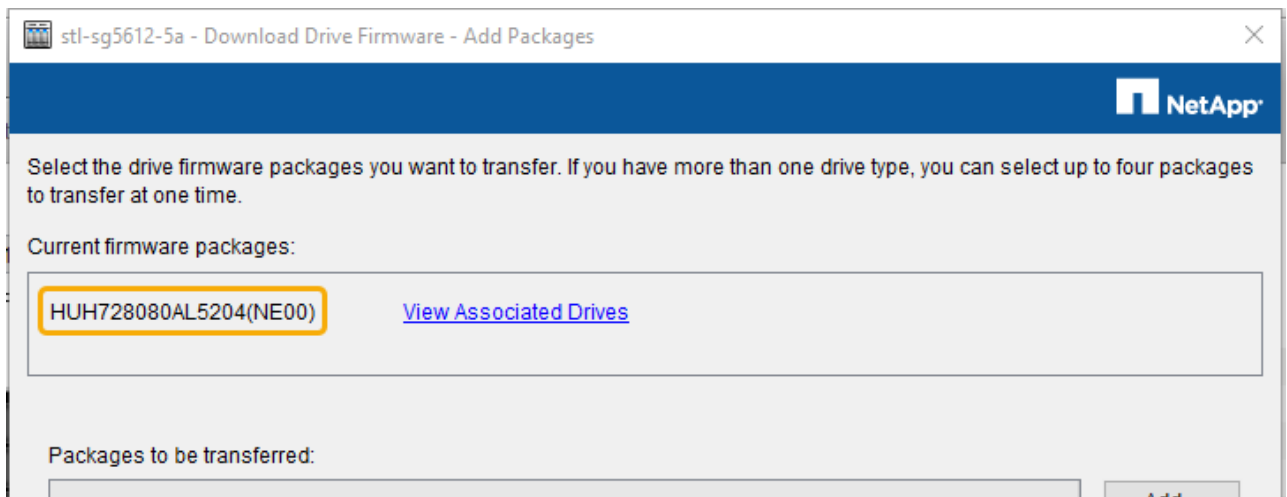 stl-sg5612-5a - Download Drive Firmware - Add Packages
NetApp
Select the drive firmware packages you want to transfer. If you have more than one drive type, you can select up to four packages
to transfer at one time.
Current firmware packages:
HUH728080AL5204(NE00) View Associated Drives
Packages to be transferred: